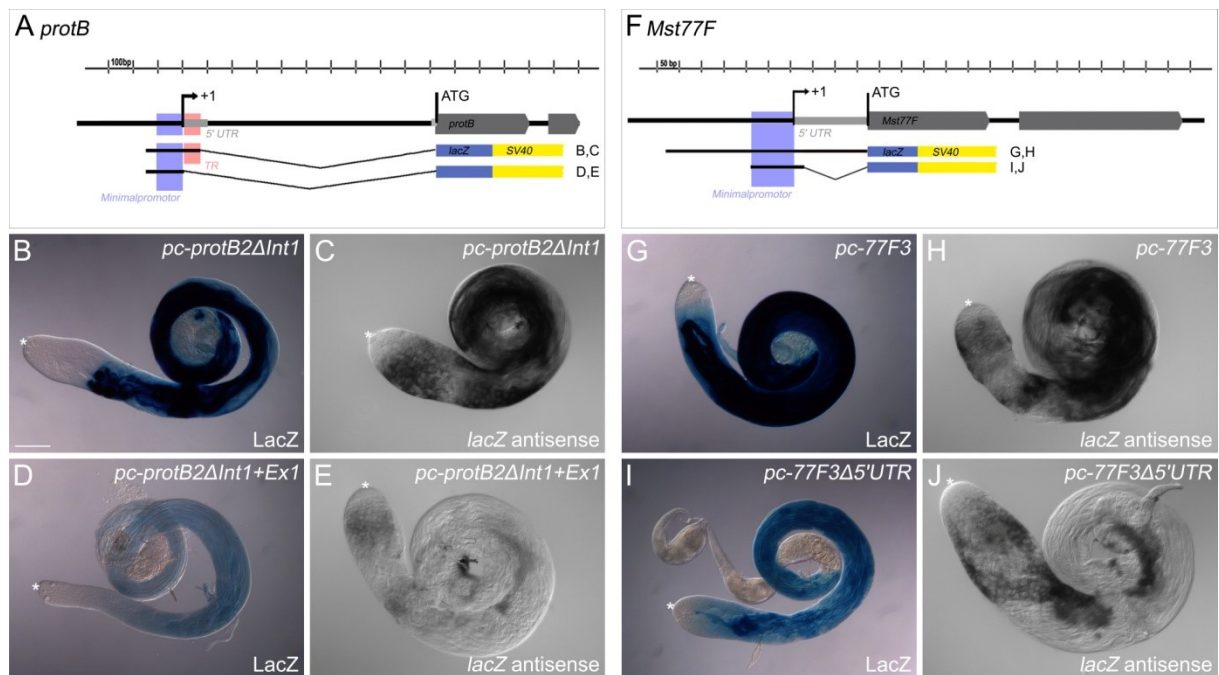 A protB
100bp
+1
ATG
5' UTR
protB
lacZ
SV40
B,C
TR
D,E
Minimalpromotor
F Mst77F
50 bp
+1
ATG
5' UTR
Mst77F
lacZ
SV40
G,H
I,J
Minimalpromotor
B
pc-protB2ΔInt1
*
LacZ
C
pc-protB2ΔInt1
*
lacZ antisense
G
pc-77F3
*
LacZ
H
pc-77F3
*
lacZ antisense
D
pc-protB2ΔInt1+Ex1
*
LacZ
E
pc-protB2ΔInt1+Ex1
*
lacZ antisense
I
pc-77F3Δ5'UTR
*
LacZ
J
pc-77F3Δ5'UTR
*
lacZ antisense